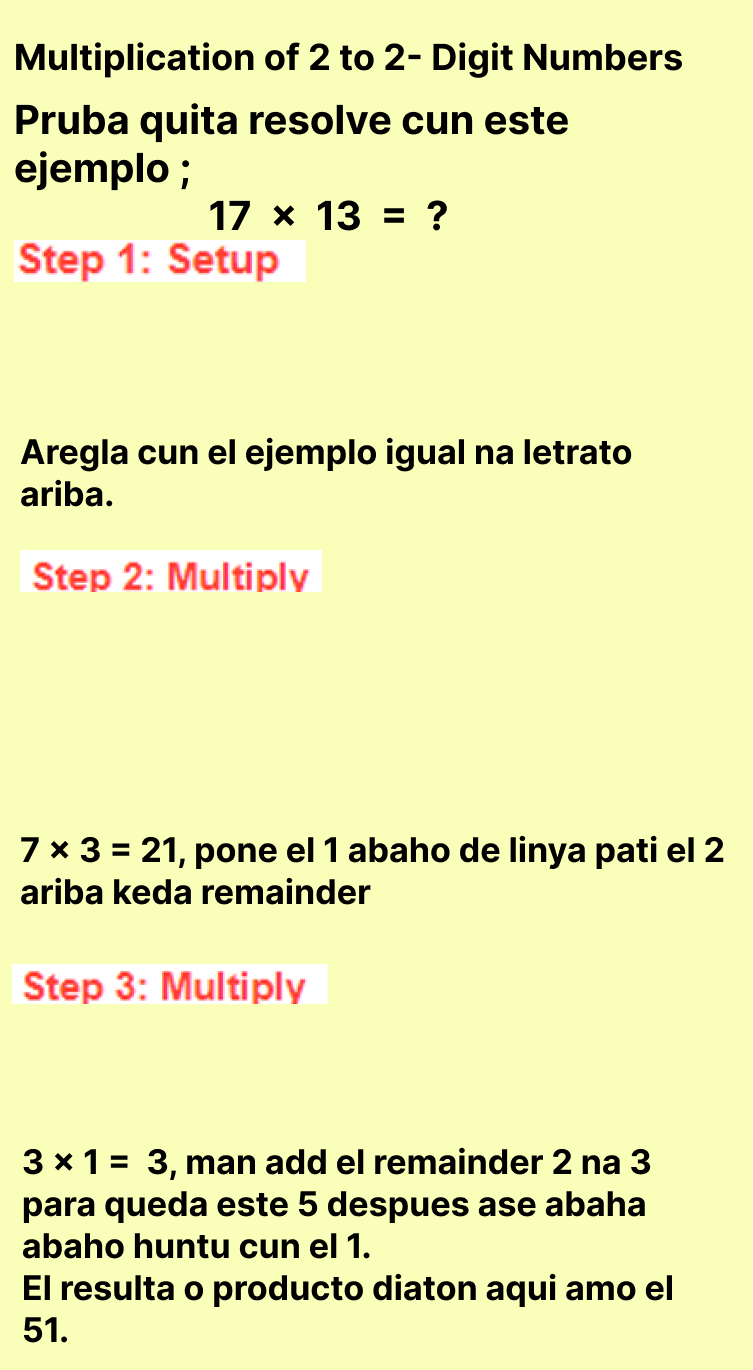 Multiplication of 2 to 2- Digit Numbers
Pruba quita resolve cun este
ejemplo ;
17 × 13 = ?
Step 1: Setup
Aregla cun el ejemplo igual na letrato
ariba.
Step 2: Multiply
7 × 3 = 21, pone el 1 abaho de linya pati el 2
ariba keda remainder
Step 3: Multiply
3 × 1 = 3, man add el remainder 2 na 3
para queda este 5 despues ase abaha
abaho huntu cun el 1.
El resulta o producto diaton aqui amo el
51.